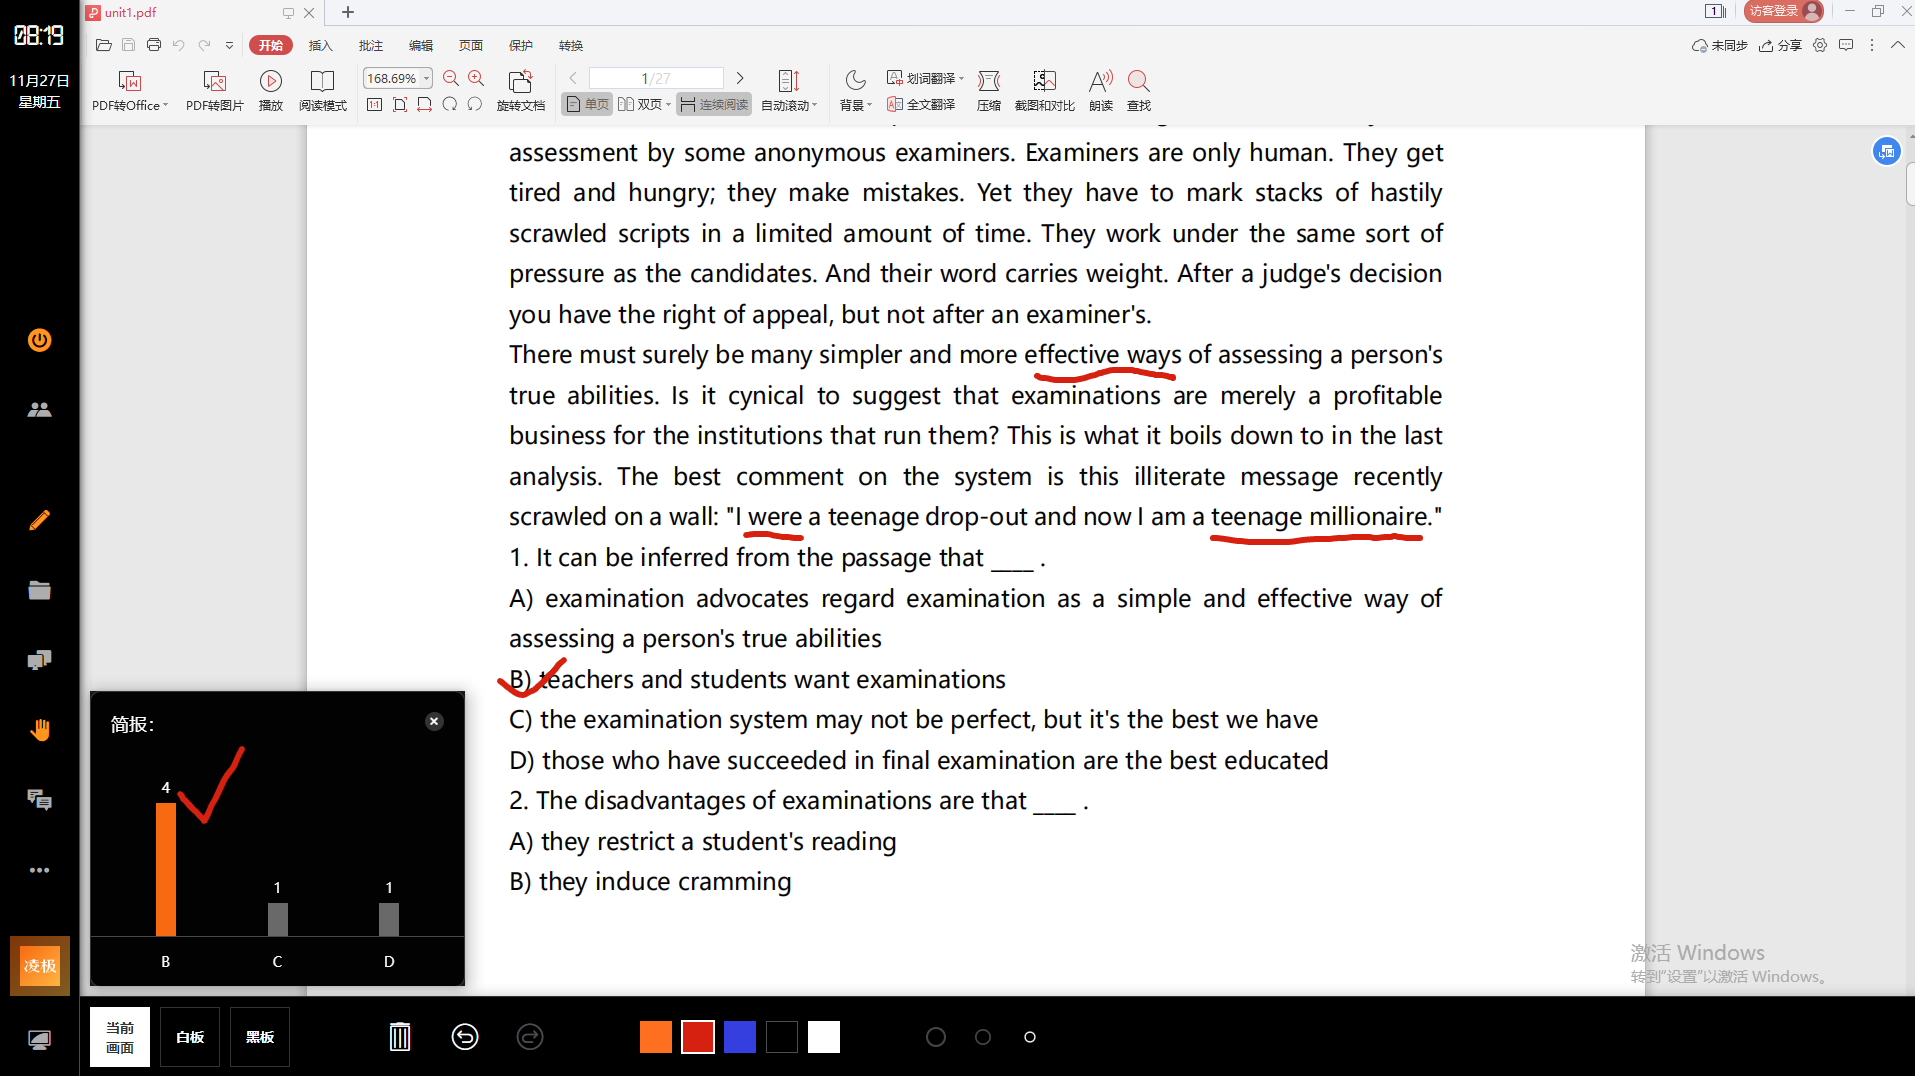 08:19
11月27日
星期五
unit1.pdf
1
访客登录
开始 插入 批注 编辑 页面 保护 转换
未同步 分享
PDF转Office PDF转图片 播放 阅读模式
168.69%
1:1
旋转文档
1/27
单页 双页 连续阅读
自动滚动
背景
划词翻译
全文翻译
压缩 截图和对比 朗读 查找
assessment by some anonymous examiners. Examiners are only human. They get
tired and hungry; they make mistakes. Yet they have to mark stacks of hastily
scrawled scripts in a limited amount of time. They work under the same sort of
pressure as the candidates. And their word carries weight. After a judge's decision
you have the right of appeal, but not after an examiner's.
There must surely be many simpler and more effective ways of assessing a person's
true abilities. Is it cynical to suggest that examinations are merely a profitable
business for the institutions that run them? This is what it boils down to in the last
analysis. The best comment on the system is this illiterate message recently
scrawled on a wall: "I were a teenage drop-out and now I am a teenage millionaire."
1. It can be inferred from the passage that ____ .
A) examination advocates regard examination as a simple and effective way of
assessing a person's true abilities
B) teachers and students want examinations
C) the examination system may not be perfect, but it's the best we have
D) those who have succeeded in final examination are the best educated
2. The disadvantages of examinations are that ____ .
A) they restrict a student's reading
B) they induce cramming
简报：
4
1
1
B
C
D
凌极
激活 Windows
转到"设置"以激活 Windows。
当前
画面
白板
黑板